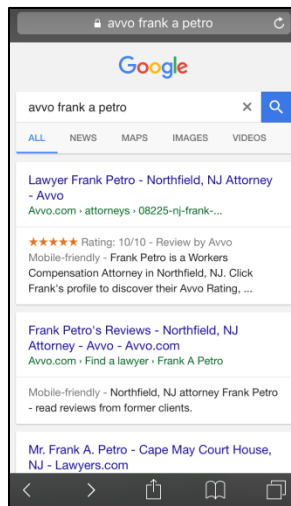 avvo frank a petro
Google
avvo frank a petro
ALL NEWS MAPS IMAGES VIDEOS
Lawyer Frank Petro - Northfield, NJ Attorney
- Avvo
Avvo.com › attorneys › 08225-nj-frank-...
★★★★★ Rating: 10/10 - Review by Avvo
Mobile-friendly - Frank Petro is a Workers
Compensation Attorney in Northfield, NJ. Click
Frank's profile to discover their Avvo Rating, ...
Frank Petro's Reviews - Northfield, NJ
Attorney - Avvo - Avvo.com
Avvo.com › Find a lawyer › Frank A Petro
Mobile-friendly - Northfield, NJ attorney Frank Petro
- read reviews from former clients.
Mr. Frank A. Petro - Cape May Court House,
NJ - Lawyers.com